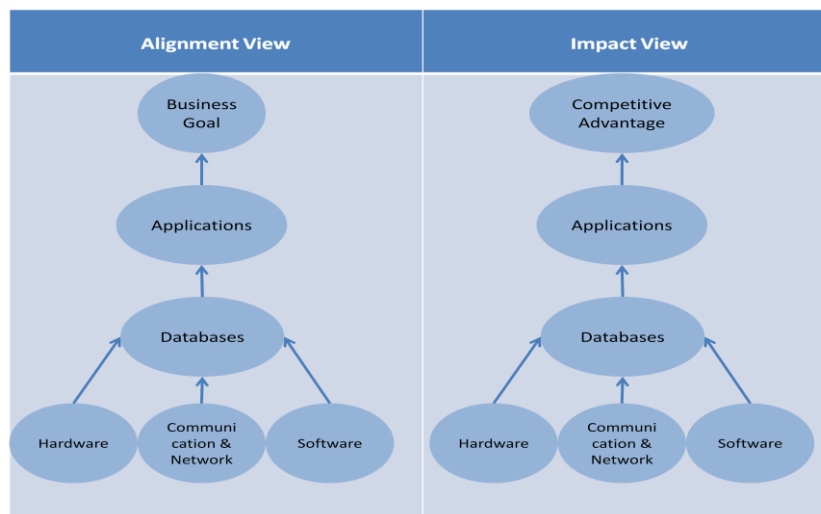 Alignment View
Impact View
Business
Goal
Competitive
Advantage
Applications
Applications
Databases
Databases
Hardware
Communi
cation &
Network
Software
Hardware
Communi
cation &
Network
Software